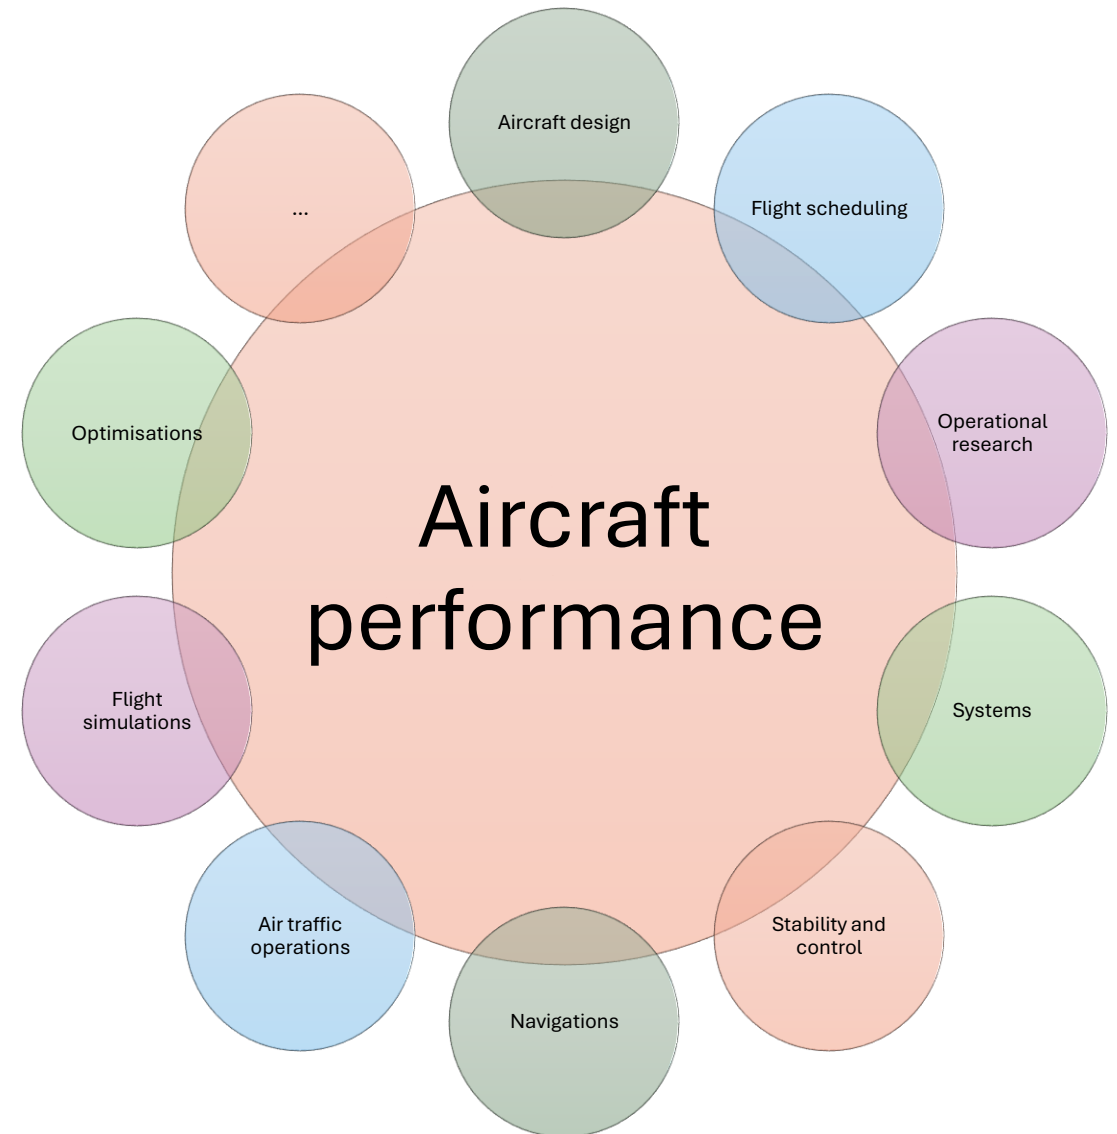 Aircraft design
Flight scheduling
Operational
research
Systems
Stability and
control
Navigations
Air traffic
operations
Flight
simulations
Optimisations
...
Aircraft
performance